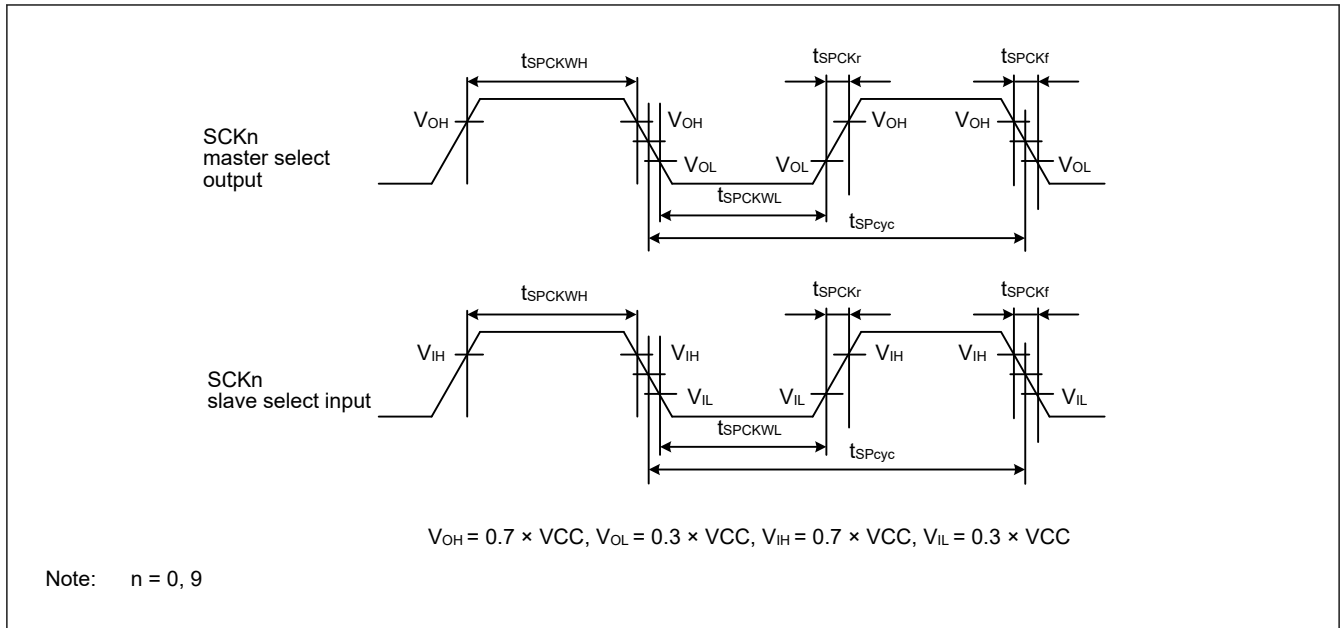 tSPCKWH
tSPCKr
tSPCKf
VOH
VOH
VOH
VOH
SCKn
master select
output
VOL
VOL
VOL
tSPCKWL
tSPcyc
tSPCKWH
tSPCKr
tSPCKf
VIH
VIH
VIH
VIH
SCKn
slave select input
VIL
VIL
VIL
tSPCKWL
tSPcyc
VOH = 0.7 × VCC, VOL = 0.3 × VCC, VIH = 0.7 × VCC, VIL = 0.3 × VCC
Note: n = 0, 9